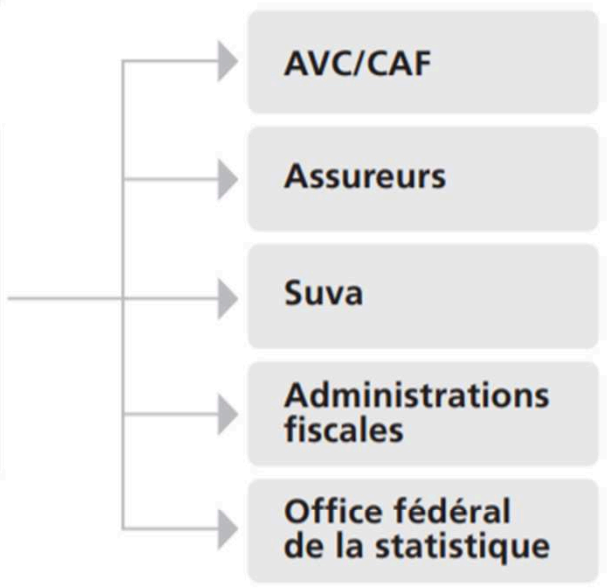 AVC/CAF
Assureurs
Suva
Administrations
fiscales
Office fédéral
de la statistique